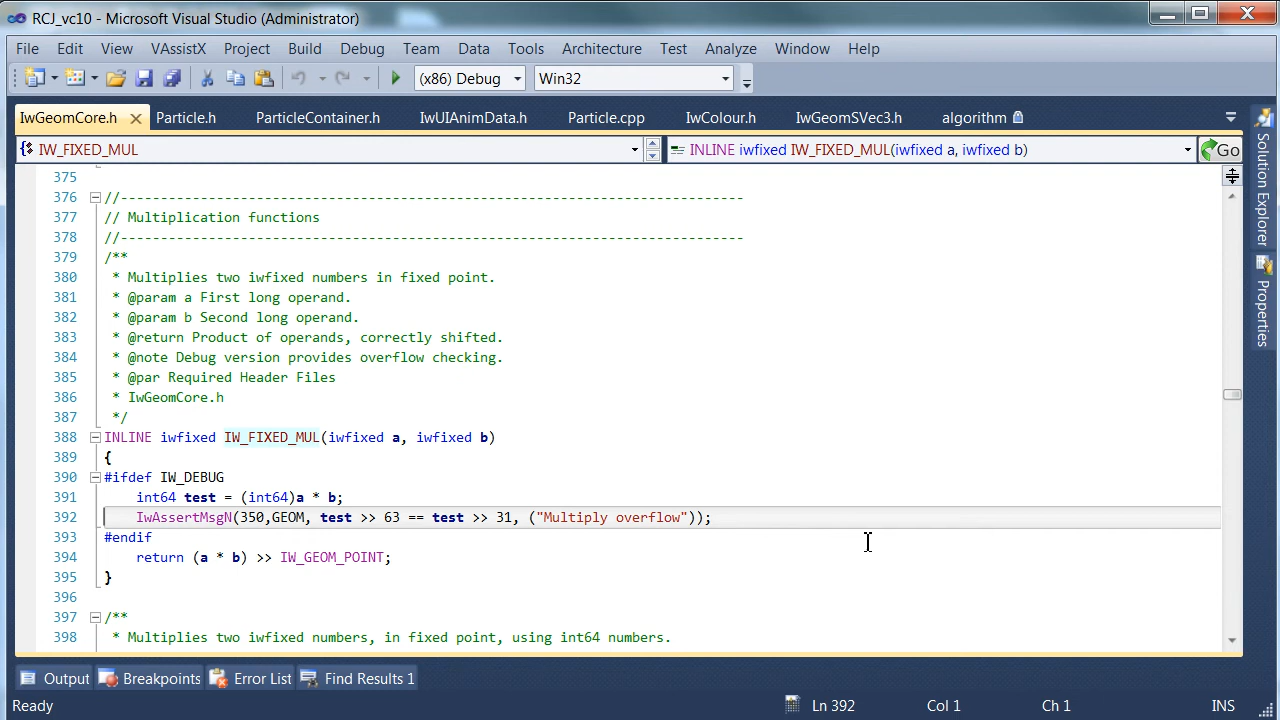 RCJ_vc10 - Microsoft Visual Studio (Administrator)
File Edit View VAssistX Project Build Debug Team Data Tools Architecture Test Analyze Window Help
(x86) Debug Win32
IwGeomCore.h Particle.h ParticleContainer.h IwUIAnimData.h Particle.cpp IwColour.h IwGeomSVec3.h algorithm
IW_FIXED_MUL INLINE iwfixed IW_FIXED_MUL(iwfixed a, iwfixed b) Go
375
376 //------------------------------------------------------------------------------
377 // Multiplication functions
378 //------------------------------------------------------------------------------
379 /**
380 * Multiplies two iwfixed numbers in fixed point.
381 * @param a First long operand.
382 * @param b Second long operand.
383 * @return Product of operands, correctly shifted.
384 * @note Debug version provides overflow checking.
385 * @par Required Header Files
386 * IwGeomCore.h
387 */
388 INLINE iwfixed IW_FIXED_MUL(iwfixed a, iwfixed b)
389 {
390 #ifdef IW_DEBUG
391 int64 test = (int64)a * b;
392 IwAssertMsgN(350,GEOM, test >> 63 == test >> 31, ("Multiply overflow"));
393 #endif
394 return (a * b) >> IW_GEOM_POINT;
395 }
396
397 /**
398 * Multiplies two iwfixed numbers, in fixed point, using int64 numbers.
Solution Explorer
Properties
Output Breakpoints Error List Find Results 1
Ready Ln 392 Col 1 Ch 1 INS